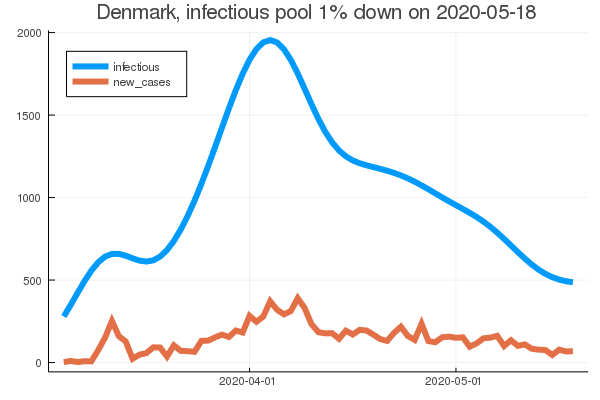 Denmark, infectious pool 1% down on 2020-05-18
2000
infectious
new_cases
1500
1000
500
0
2020-04-01
2020-05-01